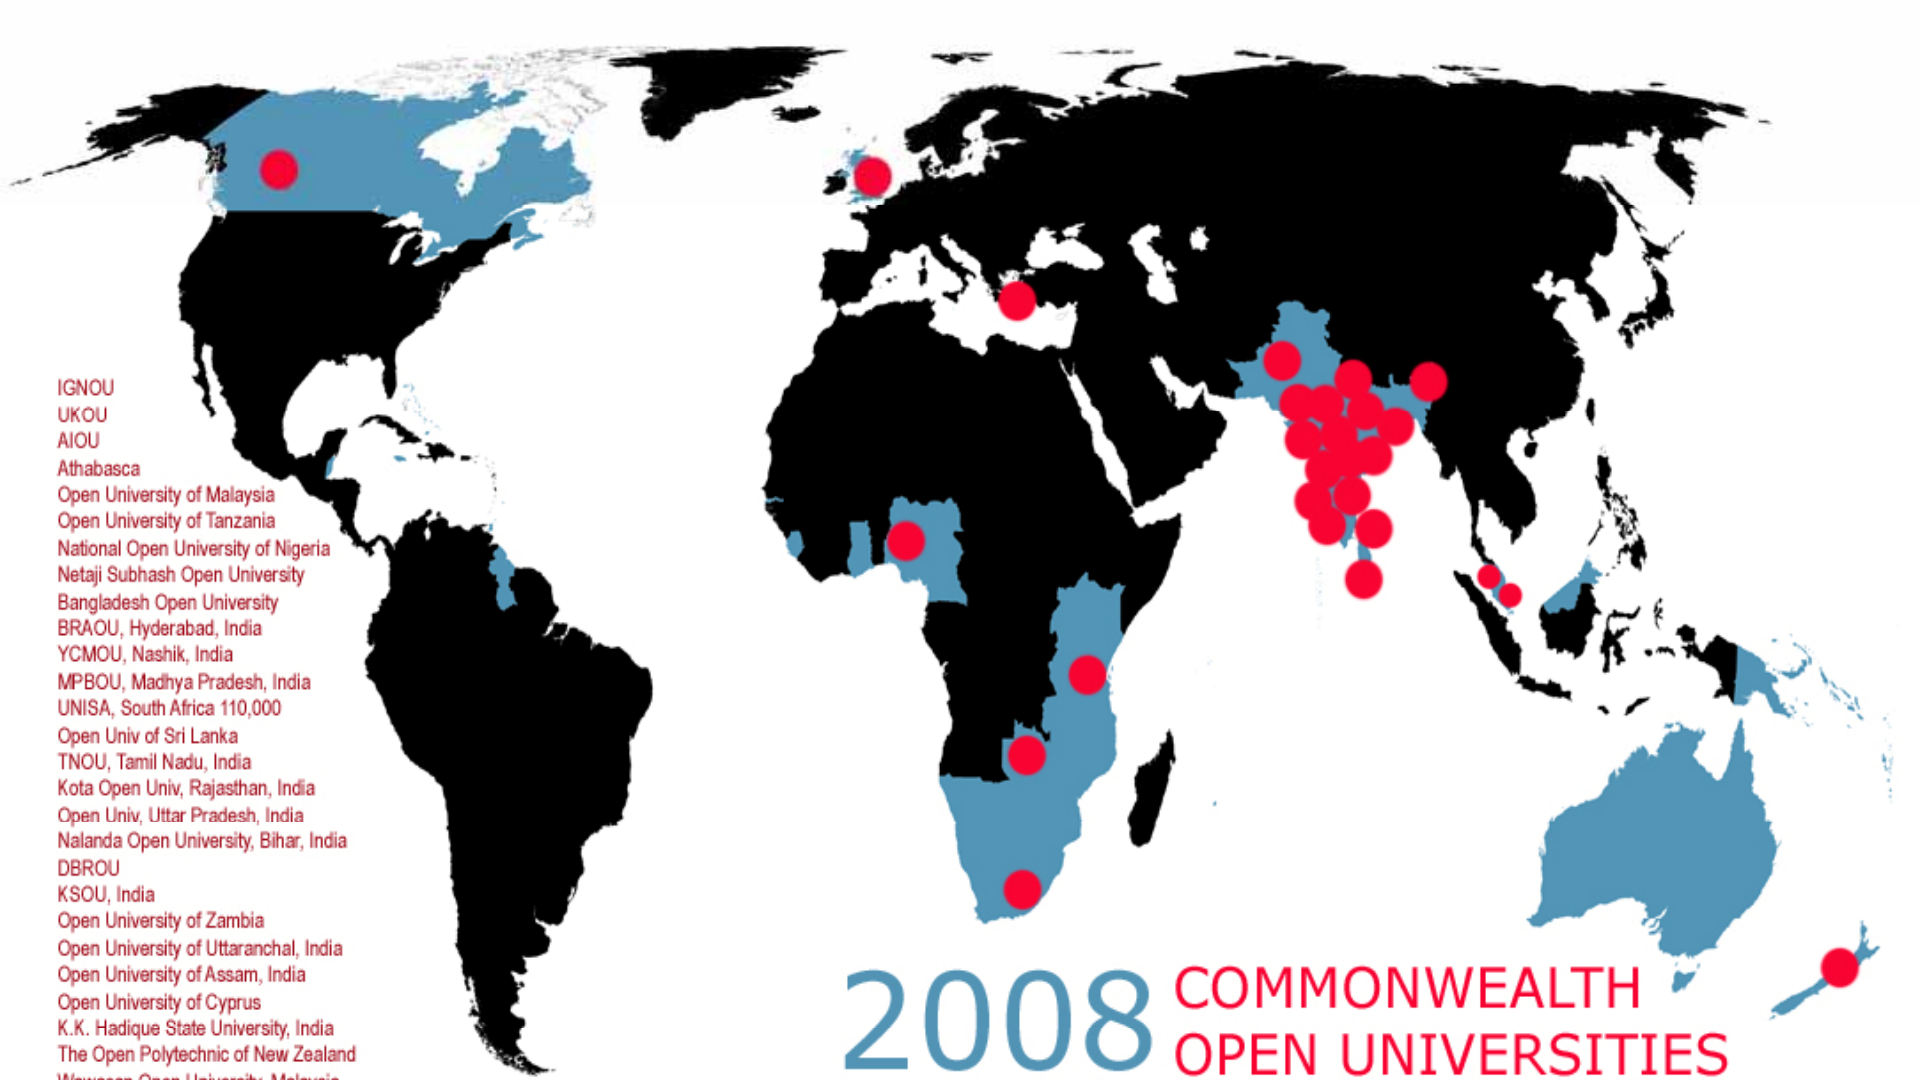 IGNOU
UKOU
AIOU
Athabasca
Open University of Malaysia
Open University of Tanzania
National Open University of Nigeria
Netaji Subhash Open University
Bangladesh Open University
BRAOU, Hyderabad, India
YCMOU, Nashik, India
MPBOU, Madhya Pradesh, India
UNISA, South Africa 110,000
Open Univ of Sri Lanka
TNOU, Tamil Nadu, India
Kota Open Univ, Rajasthan, India
Open Univ, Uttar Pradesh, India
Nalanda Open University, Bihar, India
DBROU
KSOU, India
Open University of Zambia
Open University of Uttaranchal, India
Open University of Assam, India
Open University of Cyprus
K.K. Hadique State University, India
The Open Polytechnic of New Zealand
Wawasan Open University, Malaysia
2008 COMMONWEALTH
OPEN UNIVERSITIES